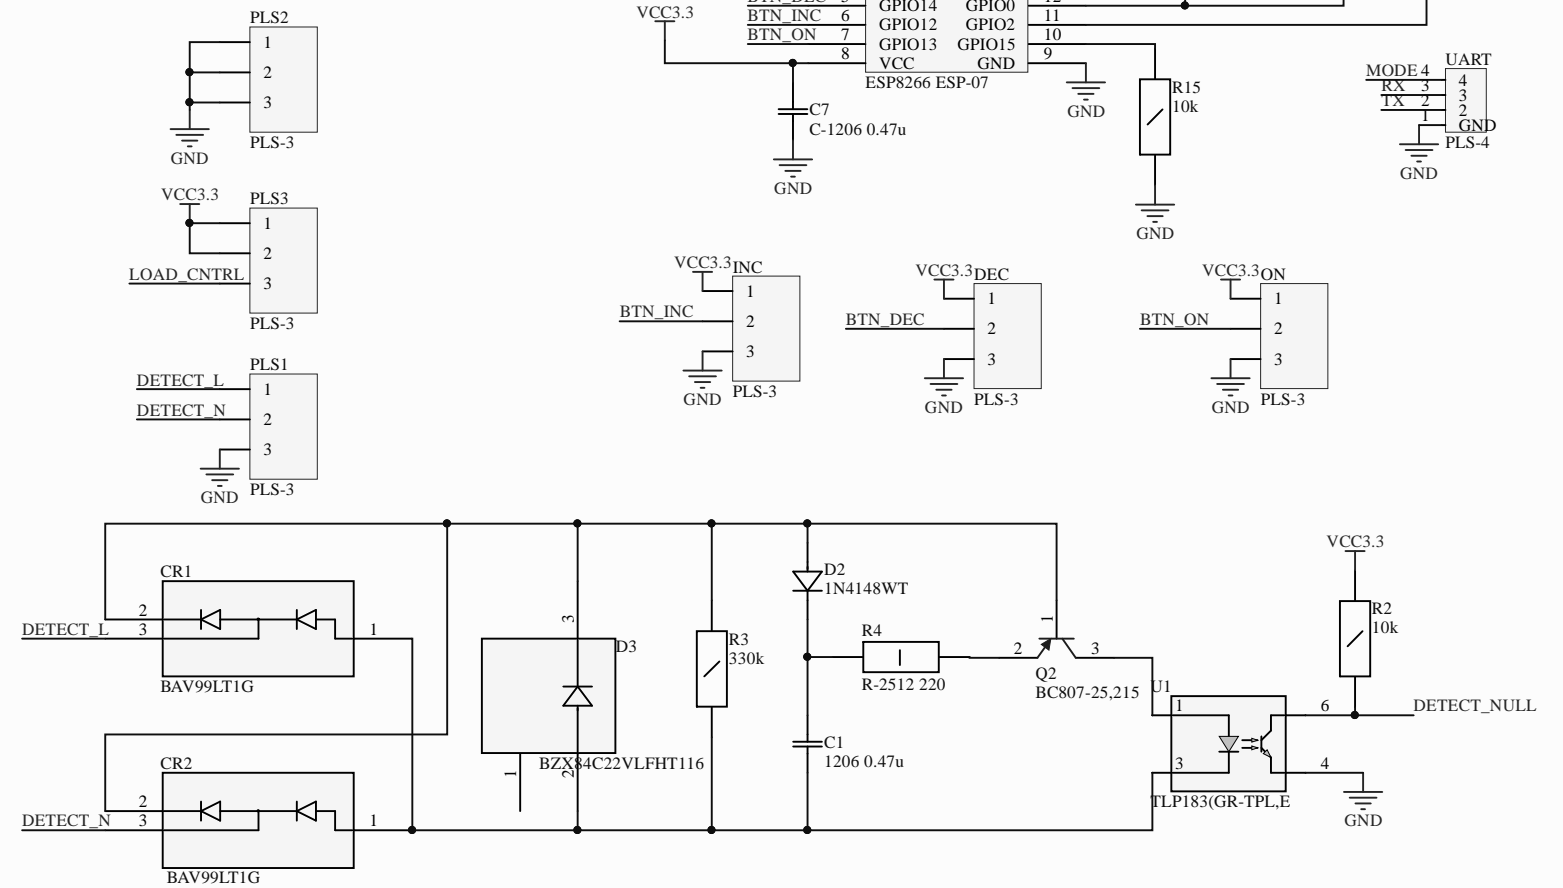 PLS2
1
2
3
GND
PLS-3
VCC3.3
BTN_DEC 5 GPIO14 GPIO0 12
BTN_INC 6 GPIO12 GPIO2 11
BTN_ON 7 GPIO13 GPIO15 10
8 VCC GND 9
ESP8266 ESP-07
C7
C-1206 0.47u
GND
GND
R15
10k
GND
UART
MODE 4 4
RX 3 3
TX 2 2
1 GND
PLS-4
GND
VCC3.3
PLS3
1
2
LOAD_CNTRL 3
PLS-3
VCC3.3 INC
1
BTN_INC 2
3
GND
PLS-3
VCC3.3 DEC
1
BTN_DEC 2
3
GND
PLS-3
VCC3.3 ON
1
BTN_ON 2
3
GND
PLS-3
PLS1
DETECT_L 1
DETECT_N 2
3
GND
PLS-3
CR1
2
DETECT_L 3 1
BAV99LT1G
CR2
2
DETECT_N 3 1
BAV99LT1G
3
D3
1
2
BZX84C22VLFHT116
R3
330k
D2
1N4148WT
R4
R-2512 220
C1
1206 0.47u
1
2 3
Q2
BC807-25,215
U1
1 6
3 4
TLP183(GR-TPL,E
VCC3.3
R2
10k
DETECT_NULL
GND